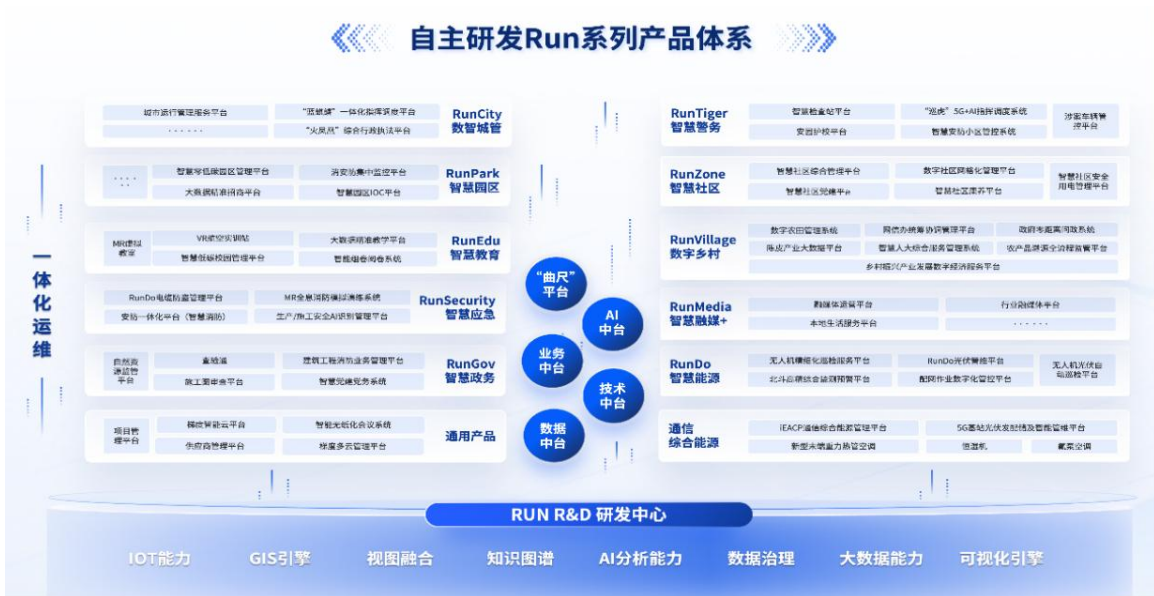 自主研发Run系列产品体系
一体化运维
城市运行管理服务平台
“蓝蜻蜓”一体化指挥调度平台
······
“火凤凰”综合行政执法平台
RunCity
数智城管
······
智慧零低碳园区管理平台
消安防集中监控平台
大数据精准招商平台
智慧园区IOC平台
RunPark
智慧园区
MR虚拟
教室
VR航空实训站
大数据精准教学平台
智慧低碳校园管理平台
智能组卷阅卷系统
RunEdu
智慧教育
RunDo电缆防盗管理平台
MR全息消防模拟演练系统
安防一体化平台（智慧消防）
生产/施工安全AI识别管理平台
RunSecurity
智慧应急
自然资
源监管
平台
建筑工程消防业务管理平台
施工图审查平台
智慧党建党务系统
RunGov
智慧政务
项目管
理平台
梯度智能云平台
智能无纸化会议系统
供应商管理平台
梯度多云管理平台
通用产品
“曲尺”
平台
AI
中台
业务
中台
技术
中台
数据
中台
RunTiger
智慧警务
智慧检查站平台
“巡虎”5G+AI指挥调度系统
安园护校平台
智慧安防小区管控系统
涉案车辆管
控平台
RunZone
智慧社区
智慧社区综合管理平台
数字社区网格化管理平台
智慧社区党建平台
智慧社区康养平台
智慧社区安全
用电管理平台
RunVillage
数字乡村
数字农田管理系统
网信办统筹协调管理平台
政府零距离问政系统
陈皮产业大数据平台
智慧人大综合服务管理系统
农产品溯源全流程监管平台
乡村振兴产业发展数字经济服务平台
RunMedia
智慧融媒+
融媒体运营平台
行业融媒体平台
本地生活服务平台
······
RunDo
智慧能源
无人机精细化巡检服务平台
RunDo光伏智维平台
无人机光伏自
动巡检平台
北斗高精综合监测预警平台
配网作业数字化管控平台
通信
综合能源
iEACP通信综合能源管理平台
5G基站光伏发配储及智能管维平台
新型末端重力热管空调
恒温机
氟泵空调
RUN R&D 研发中心
IOT能力
GIS引擎
视图融合
知识图谱
AI分析能力
数据治理
大数据能力
可视化引擎